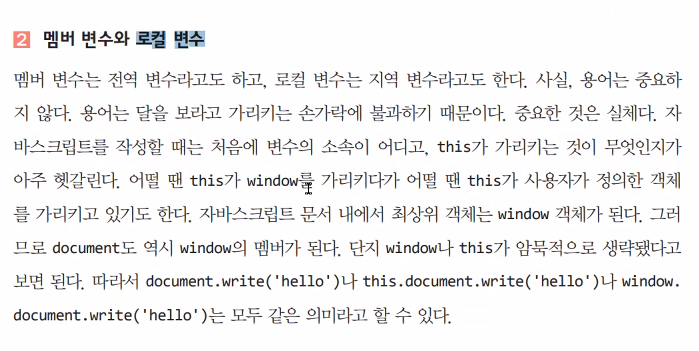 2 멤버 변수와 로컬 변수
멤버 변수는 전역 변수라고도 하고, 로컬 변수는 지역 변수라고도 한다. 사실, 용어는 중요하
지 않다. 용어는 달을 보라고 가리키는 손가락에 불과하기 때문이다. 중요한 것은 실체다. 자
바스크립트를 작성할 때는 처음에 변수의 소속이 어디고, this가 가리키는 것이 무엇인지가
아주 헷갈린다. 어떨 땐 this가 window를 가리키다가 어떨 땐 this가 사용자가 정의한 객체
를 가리키고 있기도 한다. 자바스크립트 문서 내에서 최상위 객체는 window 객체가 된다. 그러
므로 document도 역시 window의 멤버가 된다. 단지 window나 this가 암묵적으로 생략됐다고
보면 된다. 따라서 document.write('hello')나 this.document.write('hello')나 window.
document.write('hello')는 모두 같은 의미라고 할 수 있다.